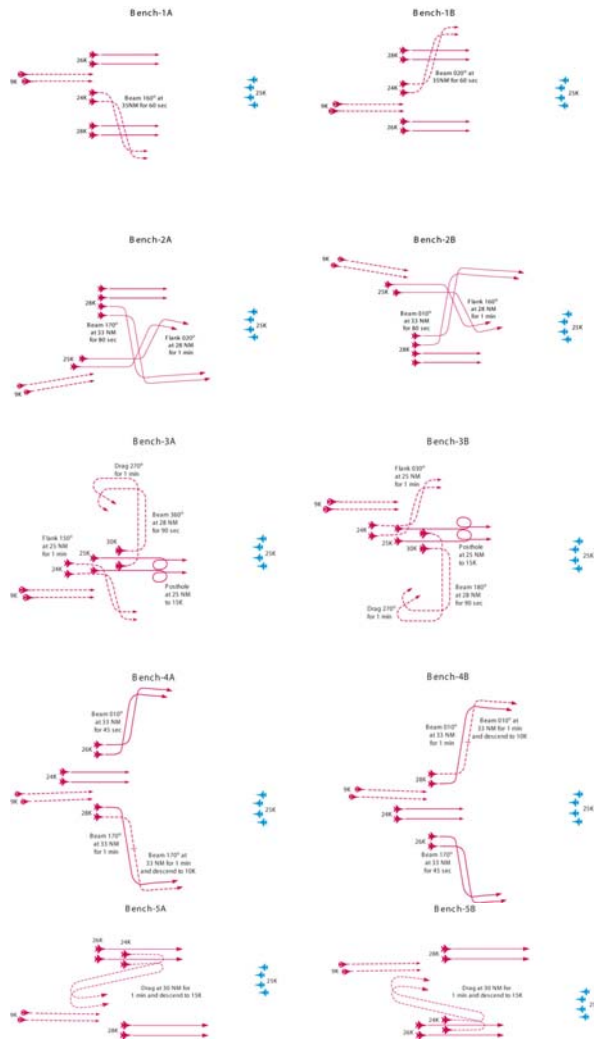 Bench-1A
26K
9K
24K
Beam 160° at
35NM for 60 sec
28K
25K
Bench-1B
28K
24K
Beam 020° at
35NM for 60 sec
9K
26K
25K
Bench-2A
28K
Beam 170°
at 33 NM
for 80 sec
Flank 020°
at 28 NM
for 1 min
25K
9K
25K
Bench-2B
9K
25K
Beam 010°
at 33 NM
for 80 sec
Flank 160°
at 28 NM
for 1 min
28K
25K
Bench-3A
Drag 270°
for 1 min
Beam 360°
at 28 NM
for 90 sec
Flank 150°
at 25 NM
for 1 min
30K
25K
24K
Posthole
at 25 NM
to 15K
9K
25K
Bench-3B
Flank 030°
at 25 NM
for 1 min
9K
24K
25K
30K
Posthole
at 25 NM
to 15K
Beam 180°
at 28 NM
for 90 sec
Drag 270°
for 1 min
25K
Bench-4A
Beam 010°
at 33 NM
for 45 sec
26K
24K
9K
28K
Beam 170°
at 33 NM
for 1 min
Beam 170° at
33 NM for 1 min
and descend to 10K
25K
Bench-4B
Beam 010°
at 33 NM
for 1 min
Beam 010° at
33 NM for 1 min
and descend to 10K
28K
9K
24K
26K
Beam 170°
at 33 NM
for 45 sec
25K
Bench-5A
26K
24K
Drag at 30 NM for
1 min and descend to 15K
9K
28K
25K
Bench-5B
28K
9K
Drag at 30 NM for
1 min and descend to 15K
24K
26K
25K